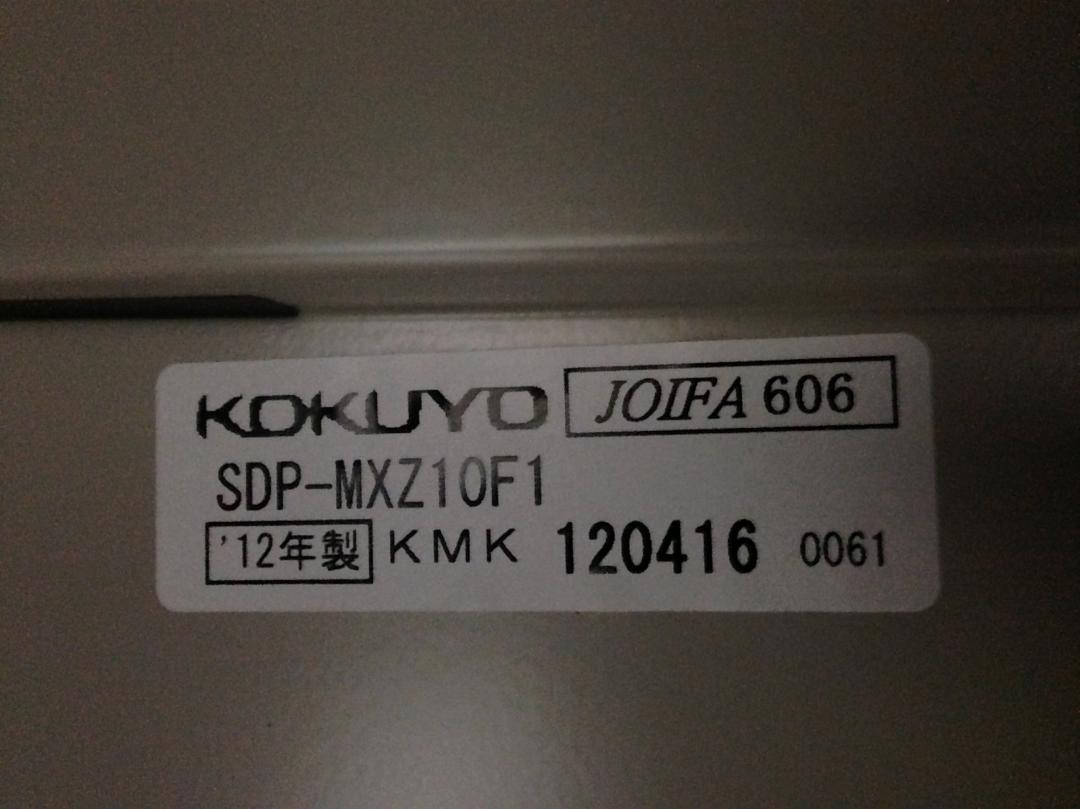 KOKUYO JOIFA 606
SDP-MXZ10F1
'12年製 KMK 120416 0061